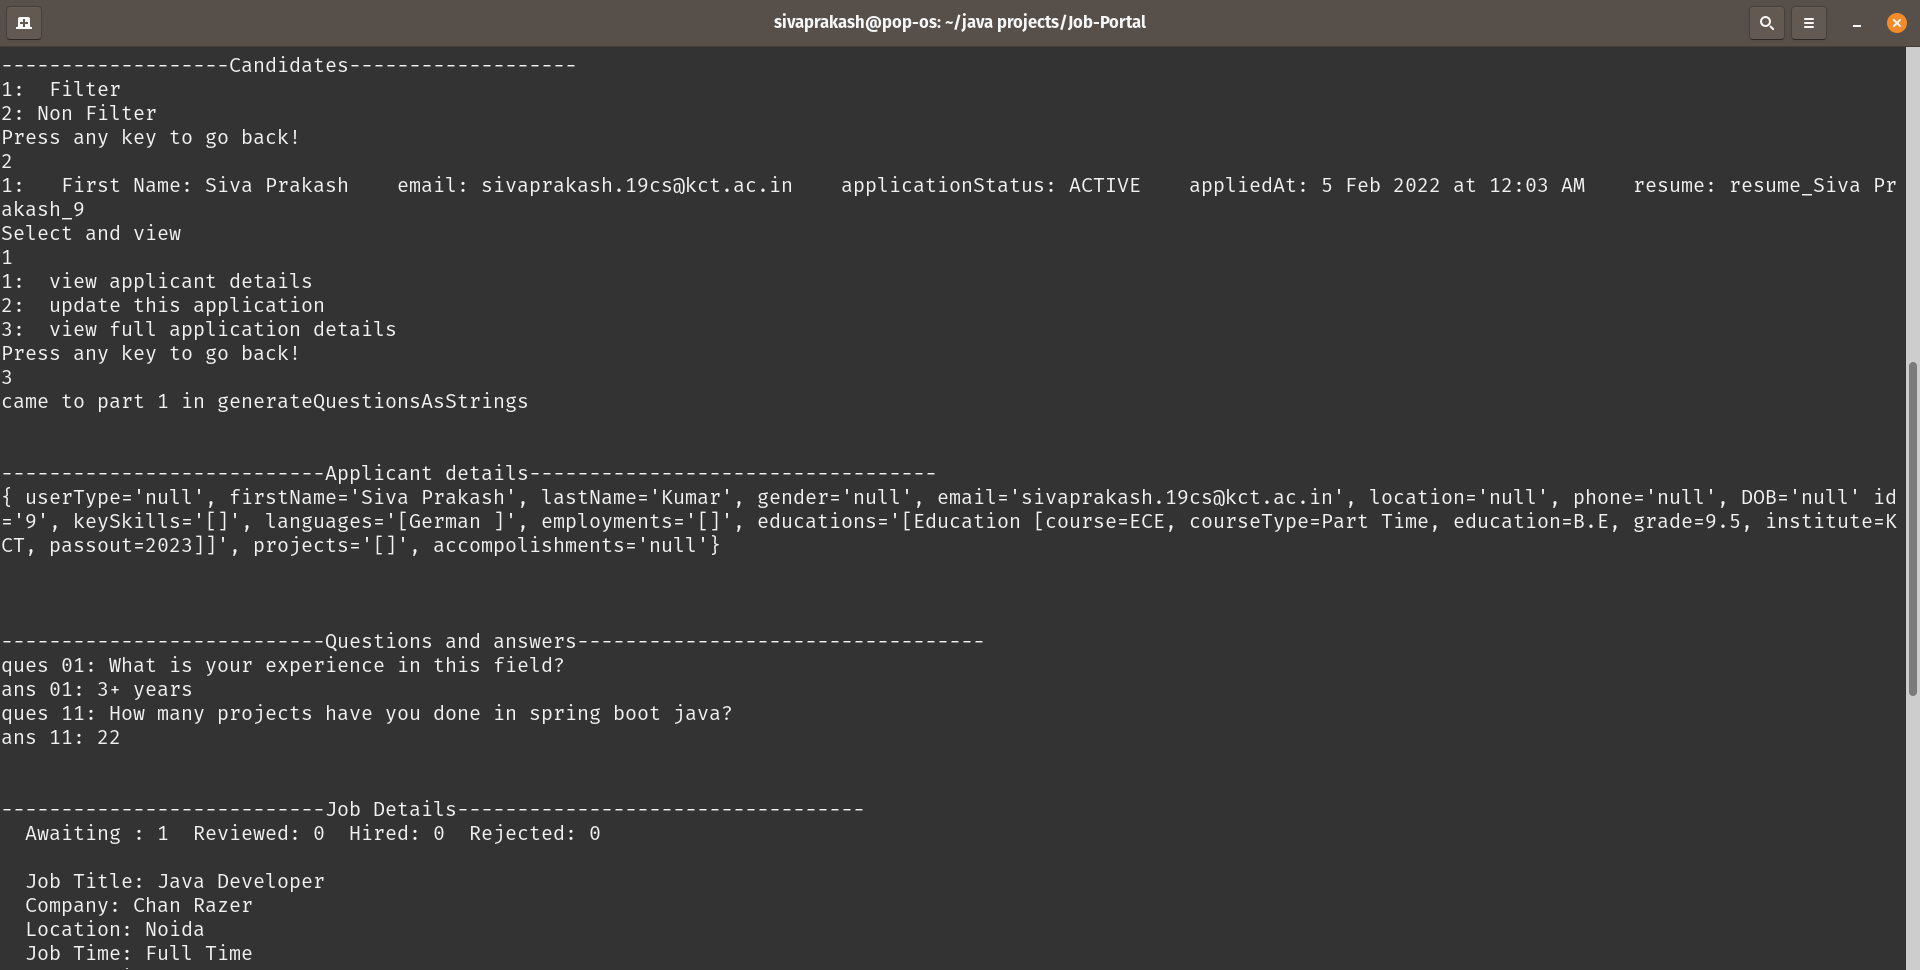 sivaprakash@pop-os: ~/java projects/Job-Portal
-------------------Candidates-------------------
1:  Filter
2: Non Filter
Press any key to go back!
2
1:   First Name: Siva Prakash    email: sivaprakash.19cs@kct.ac.in    applicationStatus: ACTIVE    appliedAt: 5 Feb 2022 at 12:03 AM    resume: resume_Siva Pr
akash_9
Select and view
1
1:  view applicant details
2:  update this application
3:  view full application details
Press any key to go back!
3
came to part 1 in generateQuestionsAsStrings
---------------------------Applicant details----------------------------------
{ userType='null', firstName='Siva Prakash', lastName='Kumar', gender='null', email='sivaprakash.19cs@kct.ac.in', location='null', phone='null', DOB='null' id
='9', keySkills='[]', languages='[German ]', employments='[]', educations='[Education [course=ECE, courseType=Part Time, education=B.E, grade=9.5, institute=K
CT, passout=2023]]', projects='[]', accompolishments='null'}
---------------------------Questions and answers----------------------------------
ques 01: What is your experience in this field?
ans 01: 3+ years
ques 11: How many projects have you done in spring boot java?
ans 11: 22
---------------------------Job Details----------------------------------
  Awaiting : 1  Reviewed: 0  Hired: 0  Rejected: 0
  Job Title: Java Developer
  Company: Chan Razer
  Location: Noida
  Job Time: Full Time